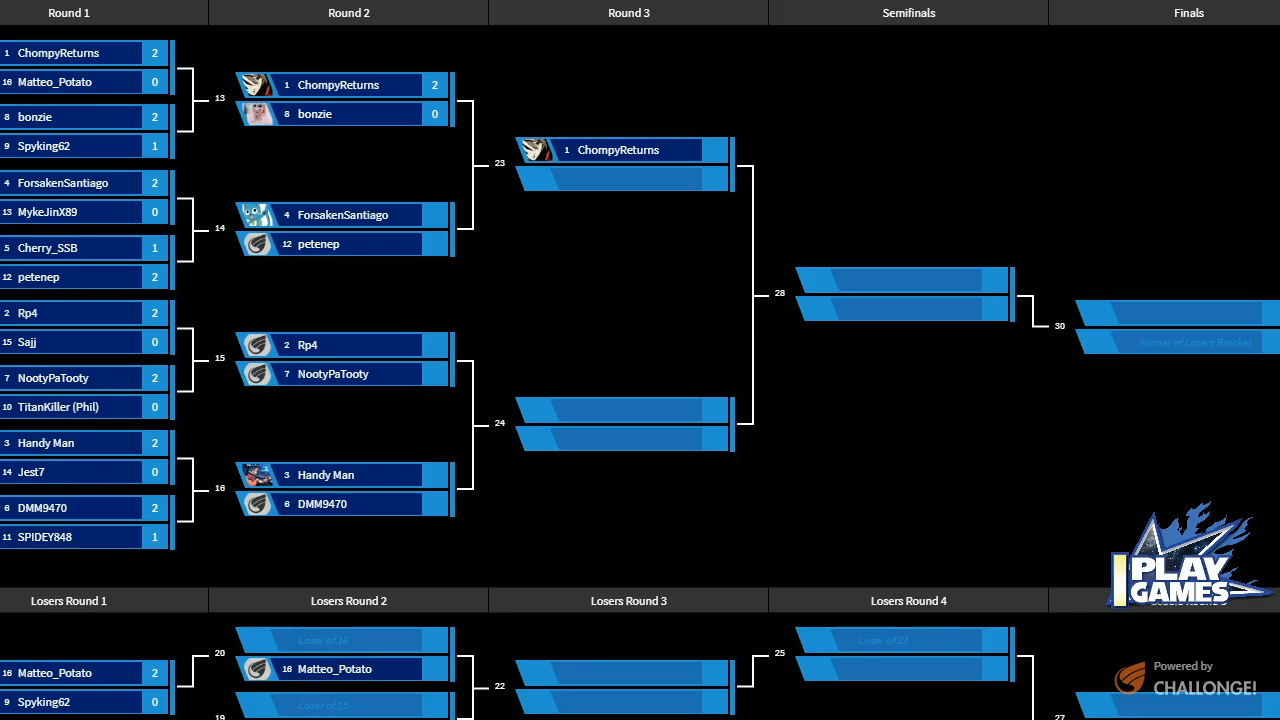 Round 1 Round 2 Round 3 Semifinals Finals
1 ChompyReturns 2
16 Matteo_Potato 0
8 bonzie 2
9 Spyking62 1
4 ForsakenSantiago 2
13 MykeJinX89 0
5 Cherry_SSB 1
12 petenep 2
2 Rp4 2
15 Sajj 0
7 NootyPaTooty 2
10 TitanKiller (Phil) 0
3 Handy Man 2
14 Jest7 0
6 DMM9470 2
11 SPIDEY848 1
13
1 ChompyReturns 2
8 bonzie 0
14
4 ForsakenSantiago
12 petenep
15
2 Rp4
7 NootyPaTooty
16
3 Handy Man
6 DMM9470
23
1 ChompyReturns
24
28
30
Winner of Losers Bracket
I PLAY
GAMES
Losers Round 1 Losers Round 2 Losers Round 3 Losers Round 4
16 Matteo_Potato 2
9 Spyking62 0
20
Loser of 16
16 Matteo_Potato
19
Loser of 15
22
25
Loser of 23
27
Powered by
CHALLONGE!